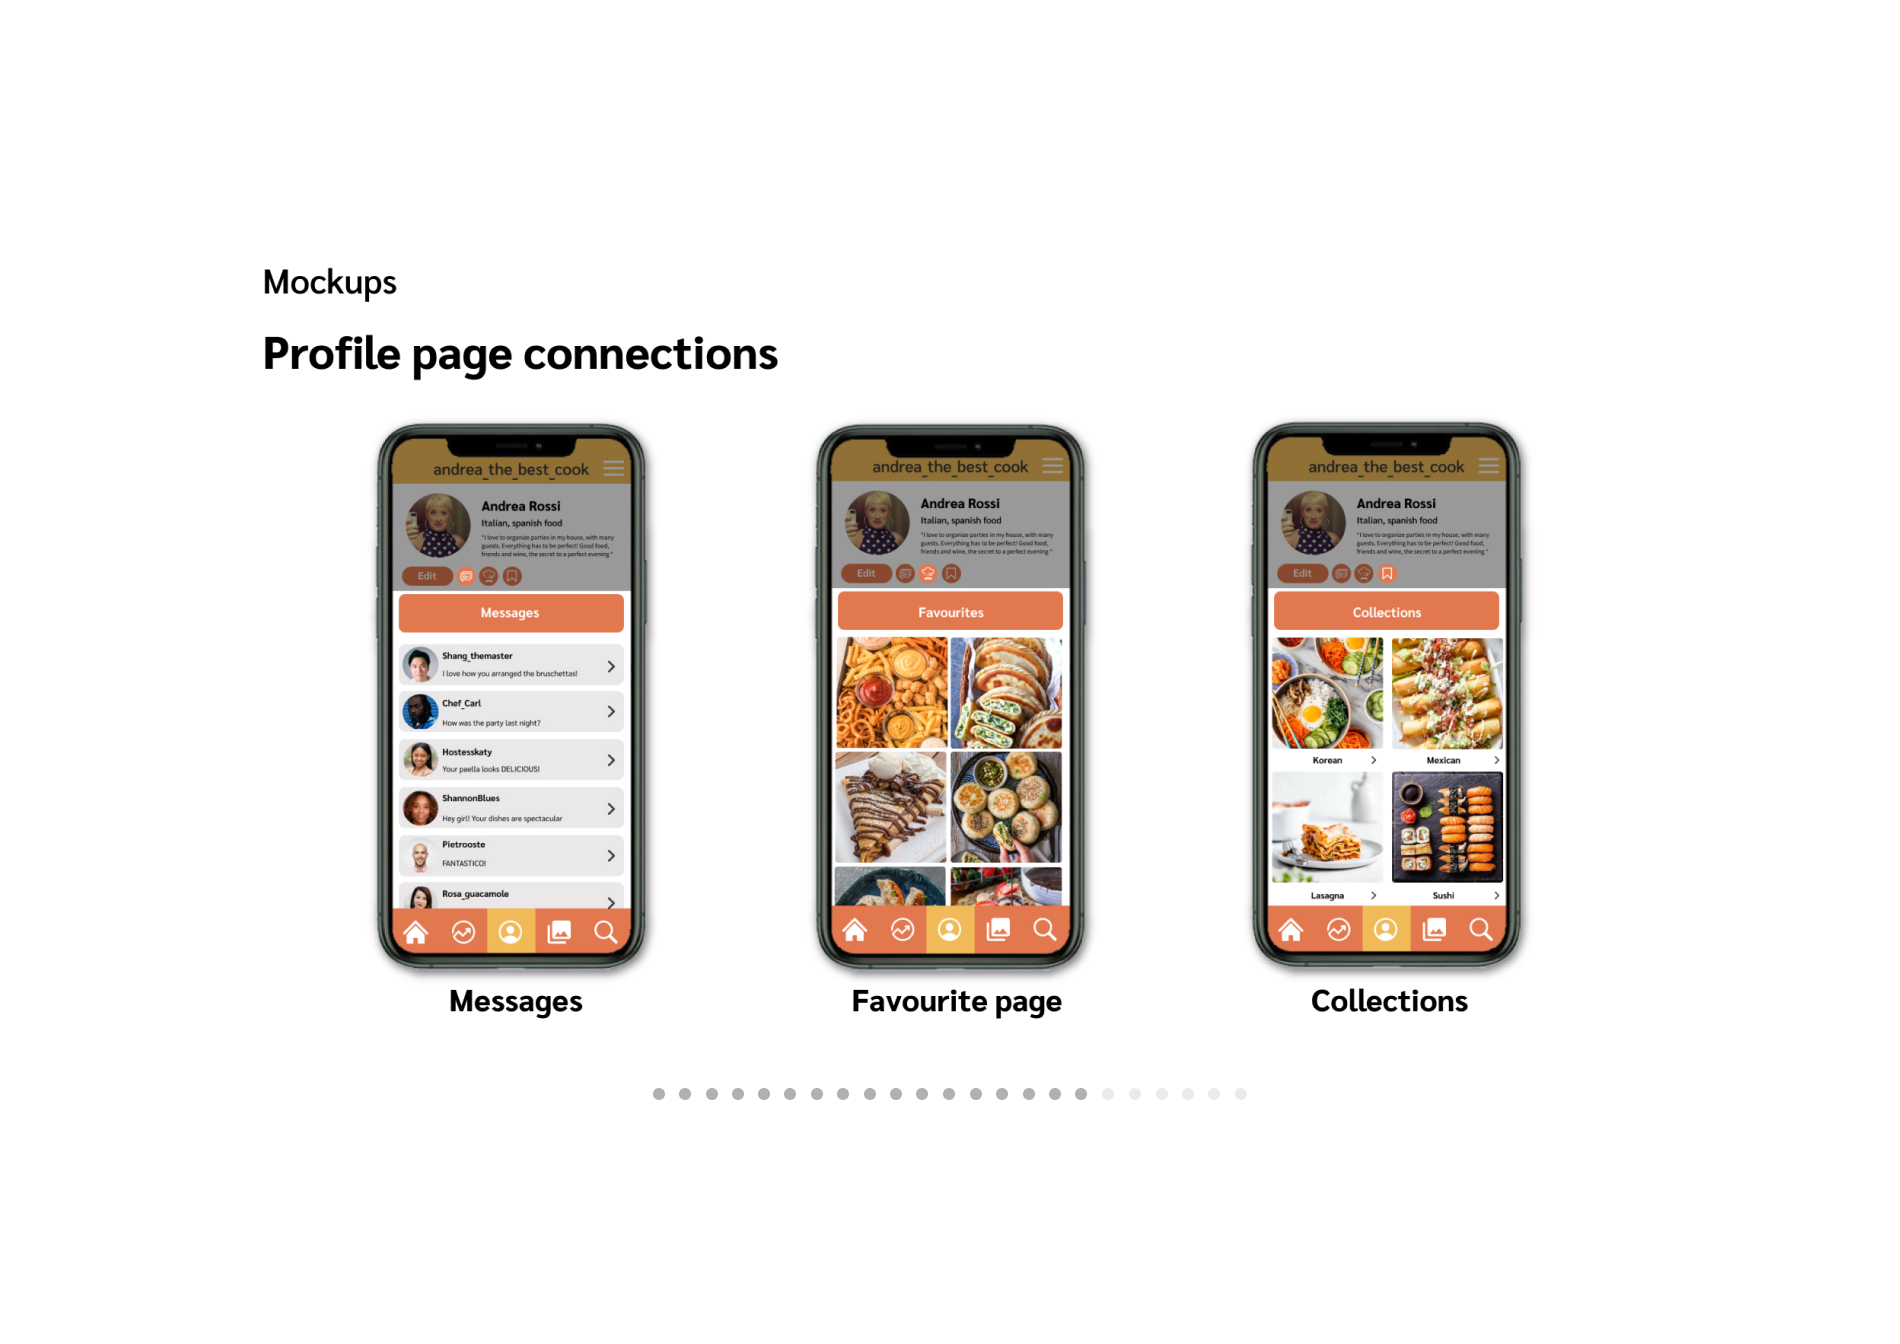 Mockups
Profile page connections
andrea_the_best_cook
Andrea Rossi
Italian, spanish food
"I love to organize parties in my house, with many
guests. Everything has to be perfect! Good food,
friends and wine, the secret to a perfect evening "
Edit
Messages
Shang_themaster
I love how you arranged the bruschettas!
Chef_Carl
How was the party last night?
Hostesskaty
Your paella looks DELICIOUS!
ShannonBlues
Hey girl! Your dishes are spectacular
Pietrooste
FANTASTICO!
Rosa_guacamole
Messages
andrea_the_best_cook
Andrea Rossi
Italian, spanish food
"I love to organize parties in my house, with many
guests. Everything has to be perfect! Good food,
friends and wine, the secret to a perfect evening "
Edit
Favourites
Favourite page
andrea_the_best_cook
Andrea Rossi
Italian, spanish food
"I love to organize parties in my house, with many
guests. Everything has to be perfect! Good food,
friends and wine, the secret to a perfect evening "
Edit
Collections
Korean
Mexican
Lasagna
Sushi
Collections